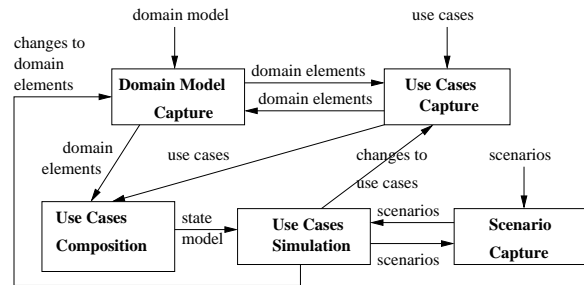 domain model
use cases
changes to
domain
elements
Domain Model
Capture
domain elements
domain elements
Use Cases
Capture
domain
elements
use cases
changes to
use cases
scenarios
Use Cases
Composition
state
model
Use Cases
Simulation
scenarios
scenarios
Scenario
Capture